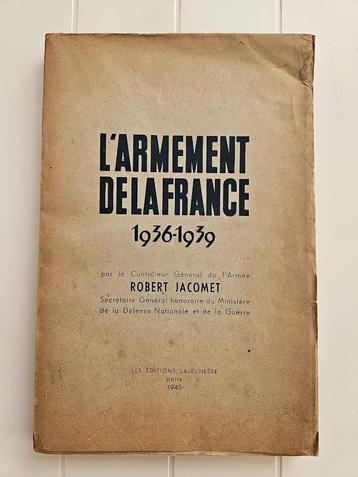 L'ARMEMENT
DE LA FRANCE
1936-1939
par le Contrôleur Général de l'Armée
ROBERT JACOMET
Secrétaire Général honoraire du Ministère
de la Défense Nationale et de la Guerre
LES ÉDITIONS LAJEUNESSE
paris
1945